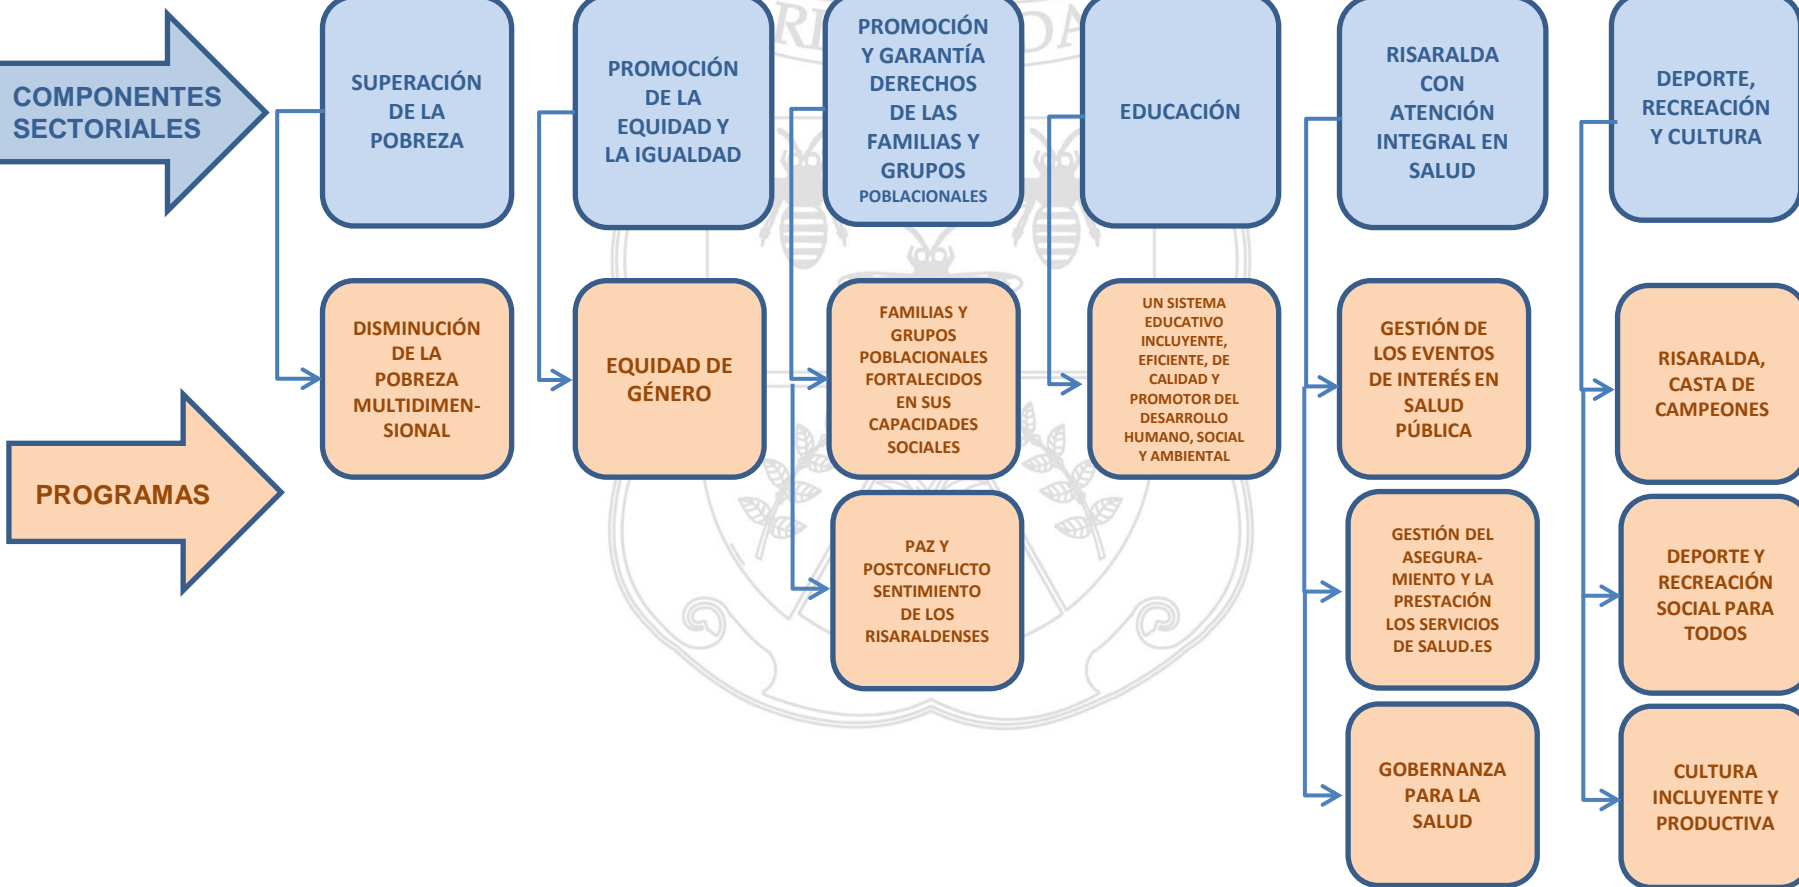 COMPONENTES
SECTORIALES
SUPERACIÓN
DE LA
POBREZA
PROMOCIÓN
DE LA
EQUIDAD Y
LA IGUALDAD
PROMOCIÓN
Y GARANTÍA
DERECHOS
DE LAS
FAMILIAS Y
GRUPOS
POBLACIONALES
EDUCACIÓN
RISARALDA
CON
ATENCIÓN
INTEGRAL EN
SALUD
DEPORTE,
RECREACIÓN
Y CULTURA
PROGRAMAS
DISMINUCIÓN
DE LA
POBREZA
MULTIDIMEN-
SIONAL
EQUIDAD DE
GÉNERO
FAMILIAS Y
GRUPOS
POBLACIONALES
FORTALECIDOS
EN SUS
CAPACIDADES
SOCIALES
UN SISTEMA
EDUCATIVO
INCLUYENTE,
EFICIENTE, DE
CALIDAD Y
PROMOTOR DEL
DESARROLLO
HUMANO, SOCIAL
Y AMBIENTAL
GESTIÓN DE
LOS EVENTOS
DE INTERÉS EN
SALUD
PÚBLICA
RISARALDA,
CASTA DE
CAMPEONES
PAZ Y
POSTCONFLICTO
SENTIMIENTO
DE LOS
RISARALDENSES
GESTIÓN DEL
ASEGURA-
MIENTO Y LA
PRESTACIÓN
LOS SERVICIOS
DE SALUD.ES
DEPORTE Y
RECREACIÓN
SOCIAL PARA
TODOS
GOBERNANZA
PARA LA
SALUD
CULTURA
INCLUYENTE Y
PRODUCTIVA